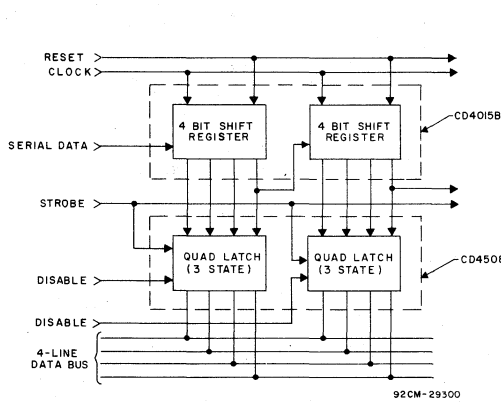 RESET
CLOCK
4 BIT SHIFT
REGISTER
4 BIT SHIFT
REGISTER
CD4015B
SERIAL DATA
STROBE
QUAD LATCH
(3 STATE)
QUAD LATCH
(3 STATE)
CD4508
DISABLE
DISABLE
4-LINE
DATA BUS
92CM-29300